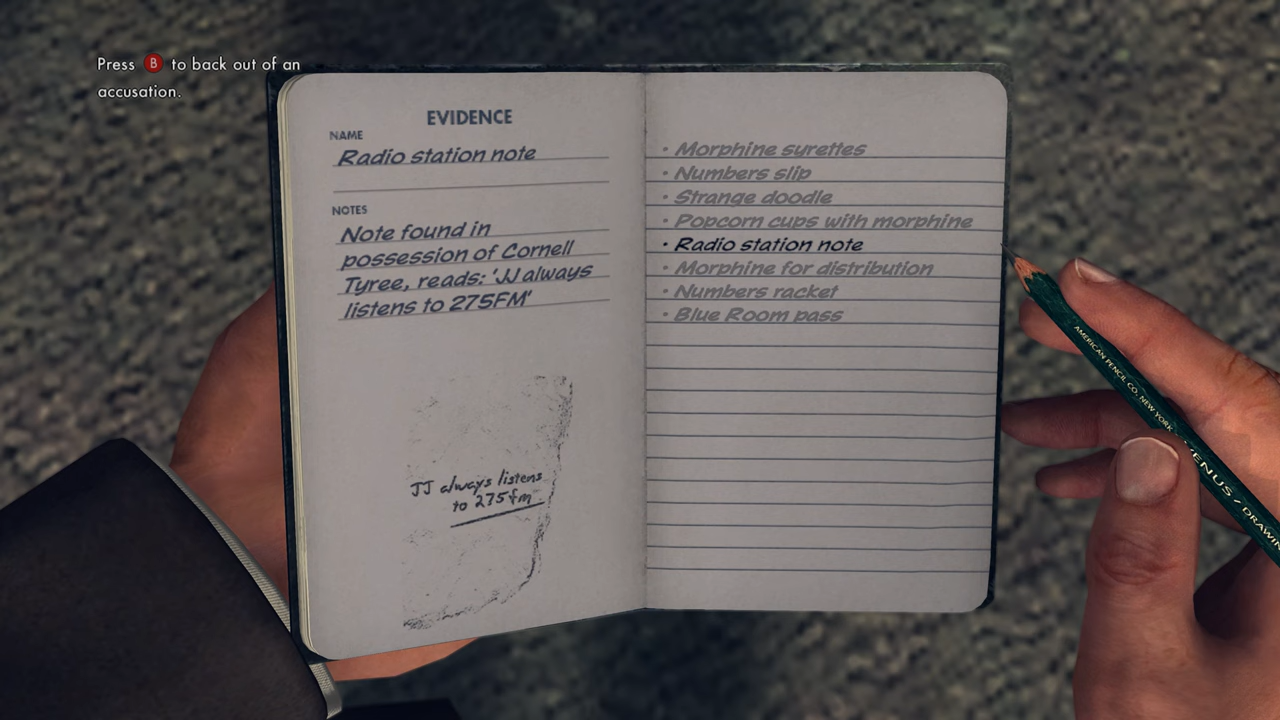 Press B to back out of an
accusation.
EVIDENCE
NAME
Radio station note
NOTES
Note found in
possession of Cornell
Tyree, reads: 'JJ always
listens to 275FM'
JJ always listens
to 275fm
• Morphine surettes
• Numbers slip
• Strange doodle
• Popcorn cups with morphine
• Radio station note
• Morphine for distribution
• Numbers racket
• Blue Room pass
AMERICAN PENCIL CO. NEW YORK
VENUS / DRAWIN